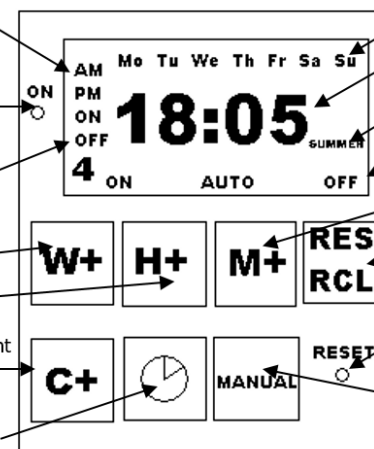 Mo Tu We Th Fr Sa Su
AM
ON
PM
18:05
ON
OFF
SUMMER
4
ON AUTO OFF
W+ H+ M+ RES
RCL
nt
RESET
C+
MANUAL